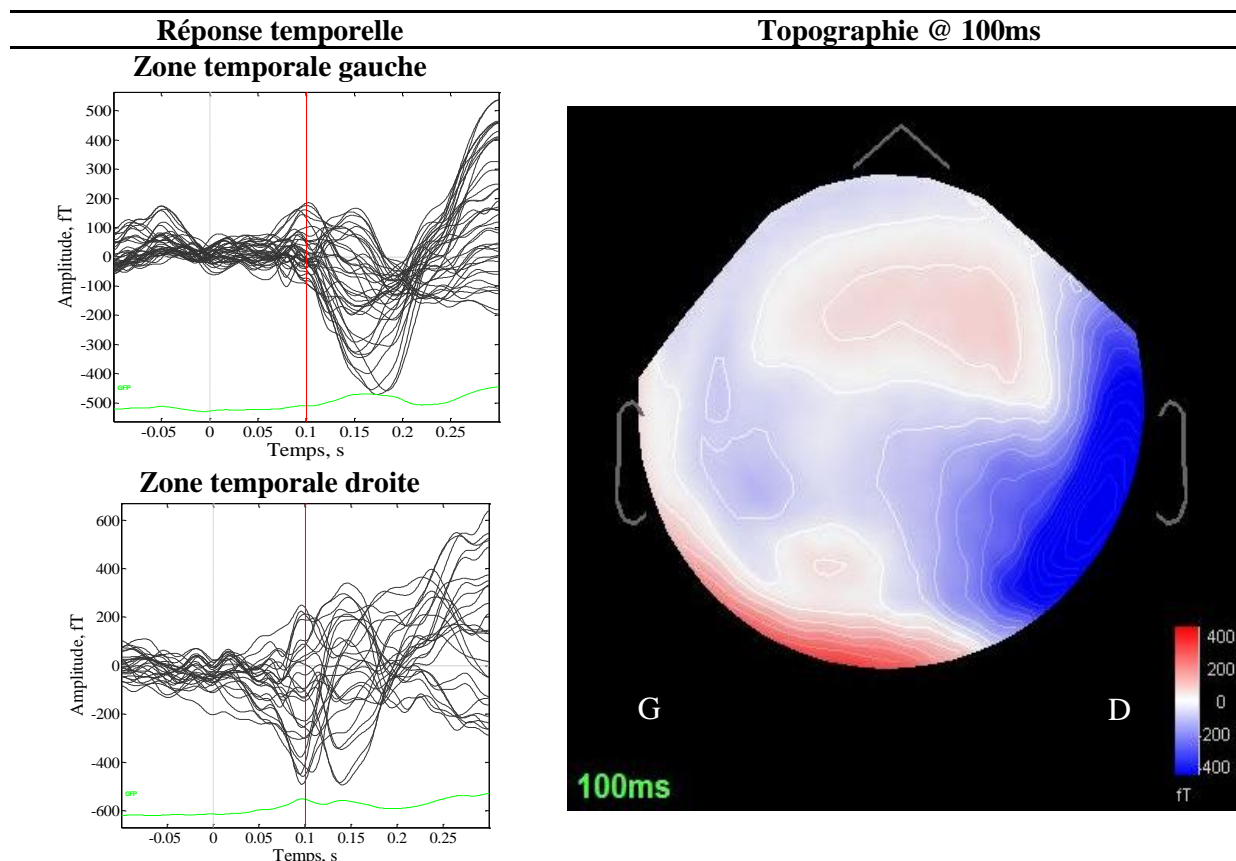 Réponse temporelle
Topographie @ 100ms
Zone temporale gauche
500
400
300
200
100
0
-100
-200
-300
-400
-500
Amplitude, fT
GFP
-0.05 0 0.05 0.1 0.15 0.2 0.25
Temps, s
Zone temporale droite
600
400
200
0
-200
-400
-600
Amplitude, fT
GFP
-0.05 0 0.05 0.1 0.15 0.2 0.25
Temps, s
G
D
400
200
0
-200
-400
fT
100ms